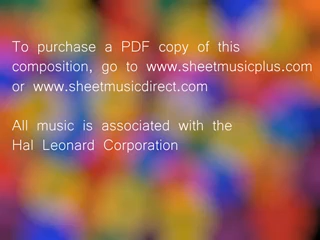 To purchase a PDF copy of this
composition, go to www.sheetmusicplus.com
or www.sheetmusicdirect.com
All music is associated with the
Hal Leonard Corporation